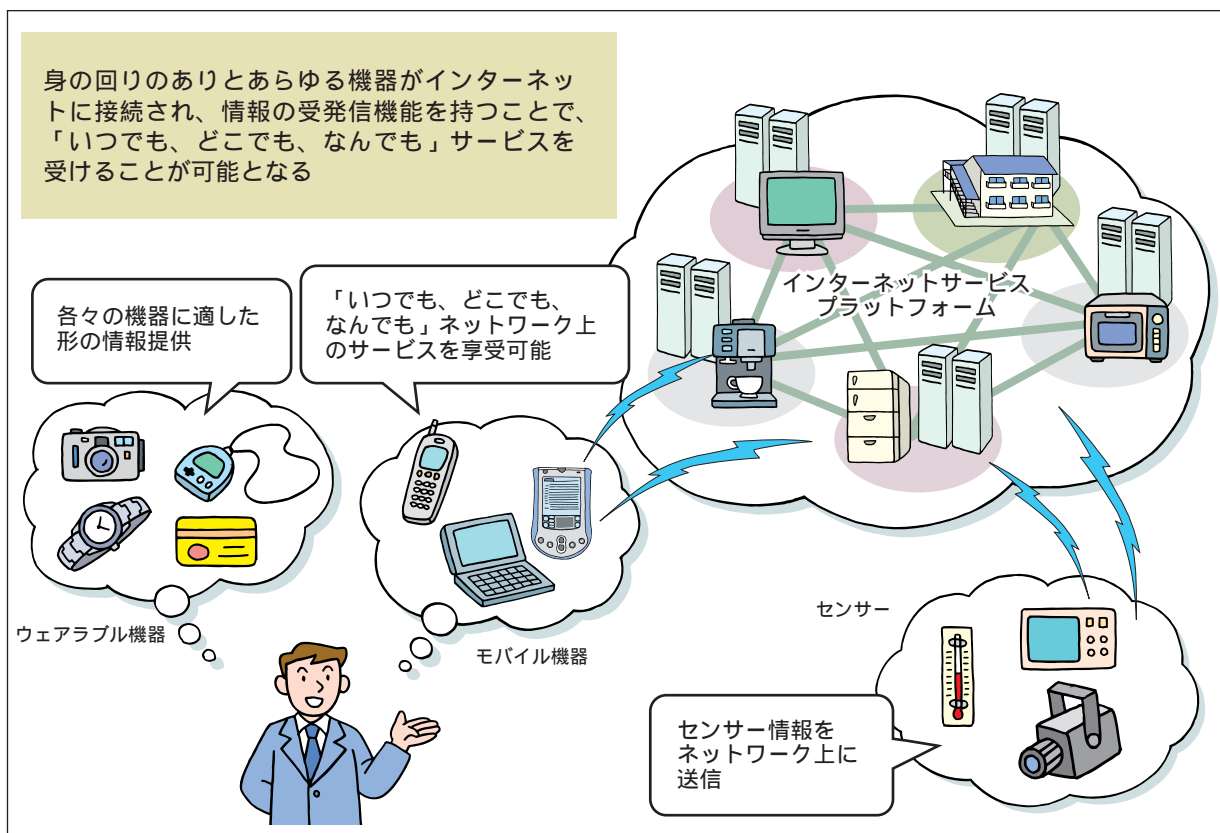 身の回りのありとあらゆる機器がインターネッ
トに接続され、情報の受発信機能を持つことで、
「いつでも、どこでも、なんでも」サービスを
受けることが可能となる
各々の機器に適した
形の情報提供
「いつでも、どこでも、
なんでも」ネットワーク上
のサービスを享受可能
インターネットサービス
プラットフォーム
ウェアラブル機器
モバイル機器
センサー
センサー情報を
ネットワーク上に
送信